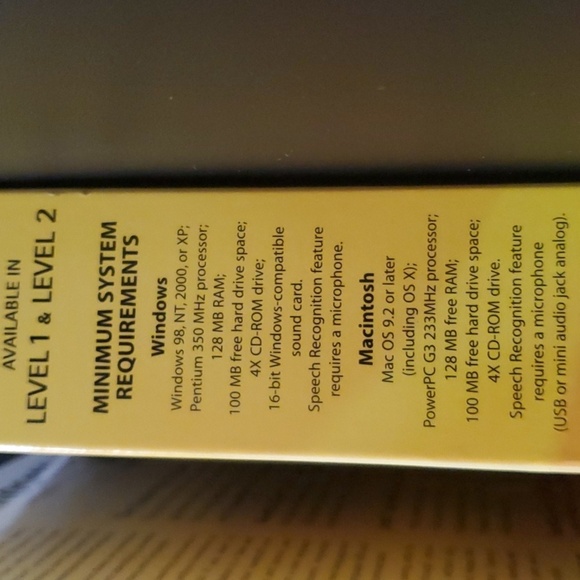 AVAILABLE IN
LEVEL 1 & LEVEL 2
MINIMUM SYSTEM
REQUIREMENTS
Windows
Windows 98, NT, 2000, or XP;
Pentium 350 MHz processor;
128 MB RAM;
100 MB free hard drive space;
4X CD-ROM drive;
16-bit Windows-compatible
sound card.
Speech Recognition feature
requires a microphone.
Macintosh
Mac OS 9.2 or later
(including OS X);
PowerPC G3 233MHz processor;
128 MB free RAM;
100 MB free hard drive space;
4X CD-ROM drive.
Speech Recognition feature
requires a microphone
(USB or mini audio jack analog).